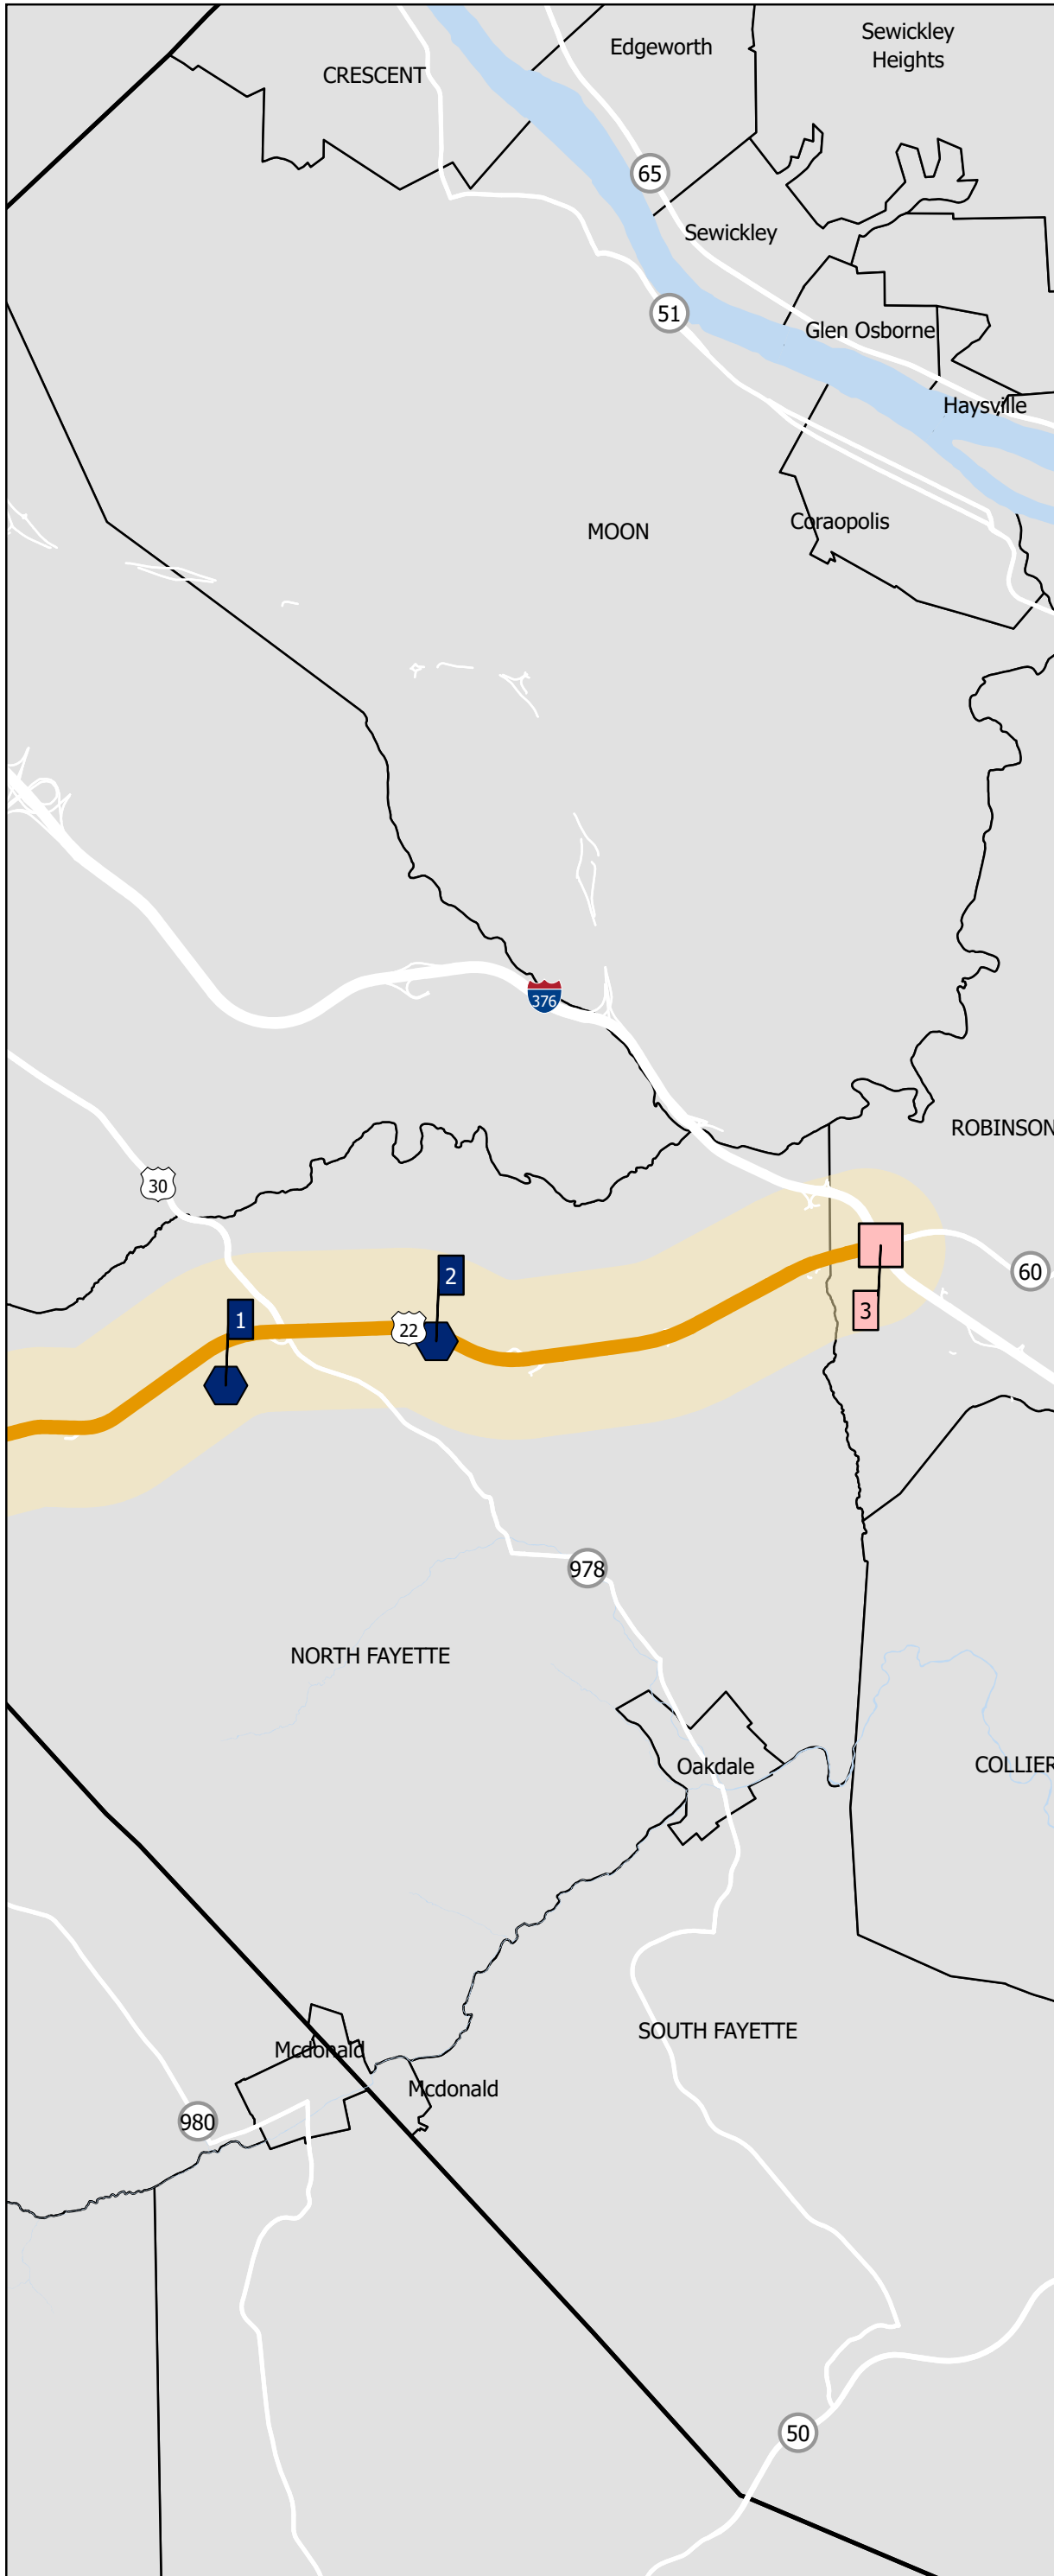 Sewickley
Heights
Edgeworth
CRESCENT
65
Sewickley
51
Glen Osborne
Haysville
Coraopolis
MOON
376
ROBINSON
30
60
2
3
1
22
978
NORTH FAYETTE
Oakdale
COLLIER
SOUTH FAYETTE
Mcdonald
Mcdonald
980
50